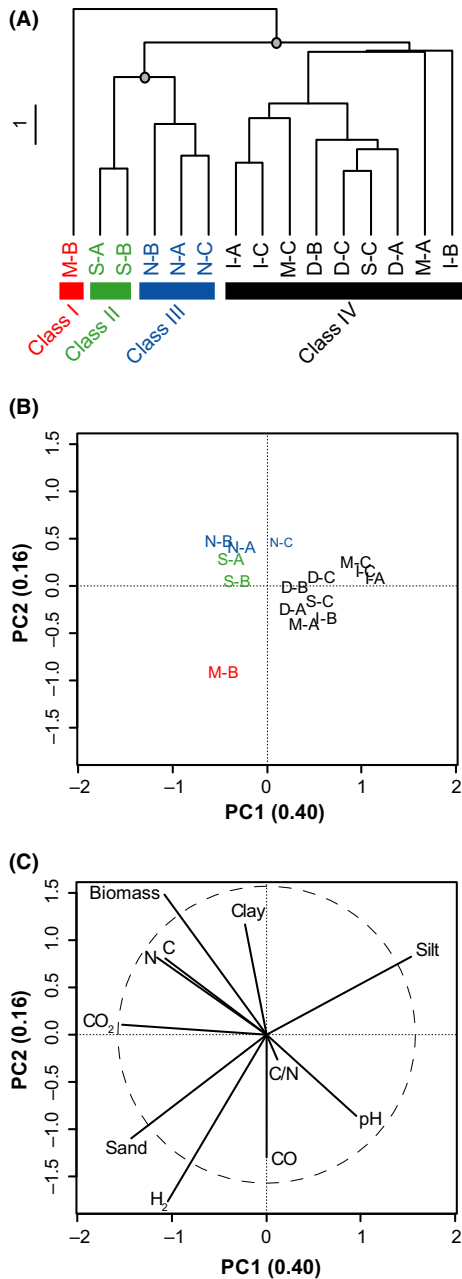 (A)
1
M-B
S-A
S-B
N-B
N-A
N-C
I-A
I-C
M-C
D-B
D-C
S-C
D-A
M-A
I-B
Class I
Class II
Class III
Class IV
(B)
PC2 (0.16)
1.5
1.0
0.5
0.0
−0.5
−1.0
−1.5
N-B
N-A
N-C
S-A
S-B
M-C
I-C
I-A
D-C
D-B
S-C
D-A
I-B
M-A
M-B
−2
−1
0
1
2
PC1 (0.40)
(C)
PC2 (0.16)
1.5
1.0
0.5
0.0
−0.5
−1.0
−1.5
Biomass
Clay
Silt
C
N
CO₂
C/N
pH
Sand
CO
H₂
−2
−1
0
1
2
PC1 (0.40)